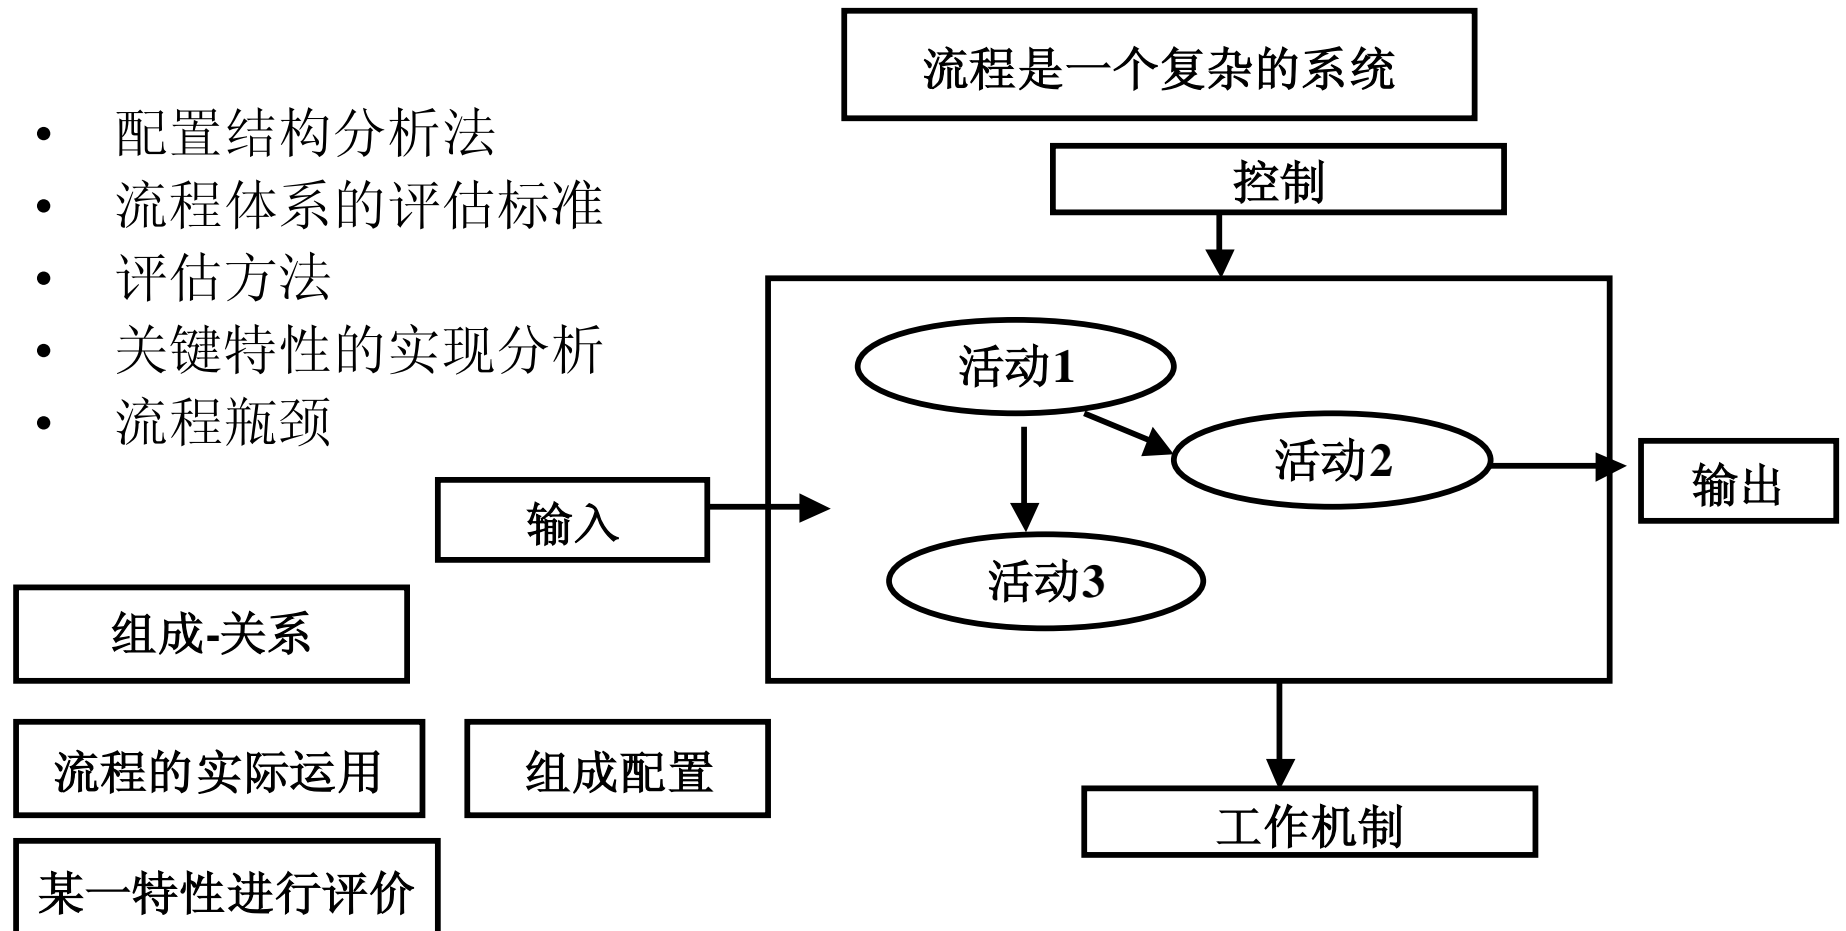 流程是一个复杂的系统
• 配置结构分析法
• 流程体系的评估标准
• 评估方法
• 关键特性的实现分析
• 流程瓶颈
控制
活动1
活动2
活动3
输入
输出
组成-关系
流程的实际运用
组成配置
工作机制
某一特性进行评价